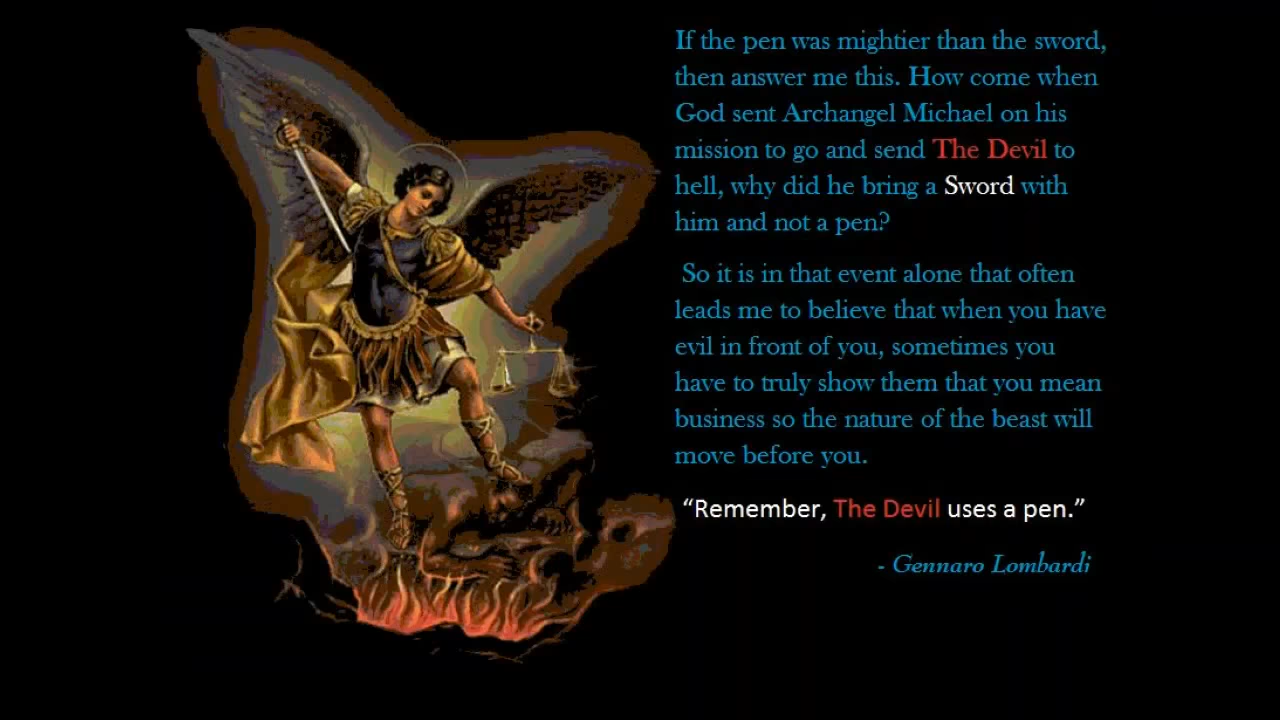 If the pen was mightier than the sword,
then answer me this. How come when
God sent Archangel Michael on his
mission to go and send The Devil to
hell, why did he bring a Sword with
him and not a pen?
So it is in that event alone that often
leads me to believe that when you have
evil in front of you, sometimes you
have to truly show them that you mean
business so the nature of the beast will
move before you.
“Remember, The Devil uses a pen.”
- Gennaro Lombardi